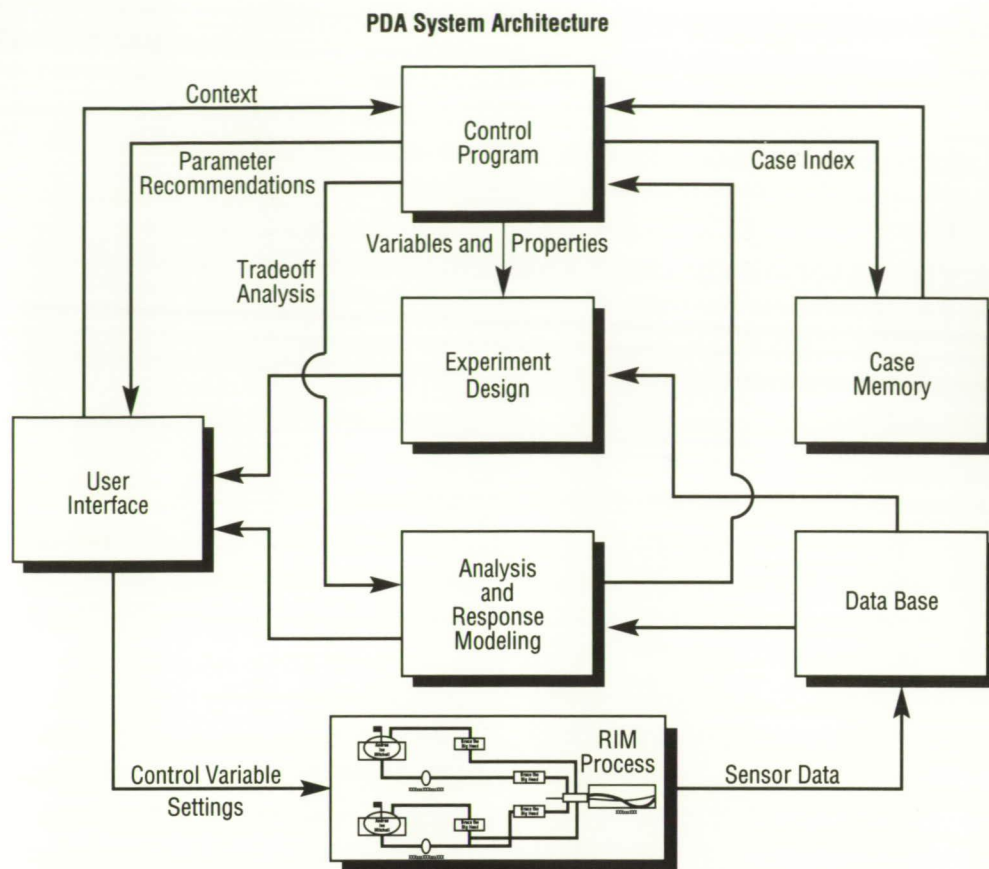 PDA System Architecture
Context
Control
Program
Parameter
Recommendations
Case Index
Variables and Properties
Tradeoff
Analysis
Experiment
Design
Case
Memory
User
Interface
Analysis
and
Response
Modeling
Data Base
RIM
Process
Control Variable
Settings
Sensor Data